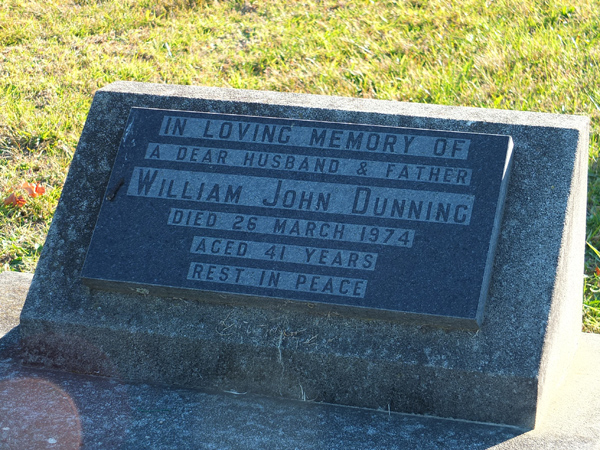 IN LOVING MEMORY OF
A DEAR HUSBAND & FATHER
WILLIAM JOHN DUNNING
DIED 26 MARCH 1974
AGED 41 YEARS
REST IN PEACE